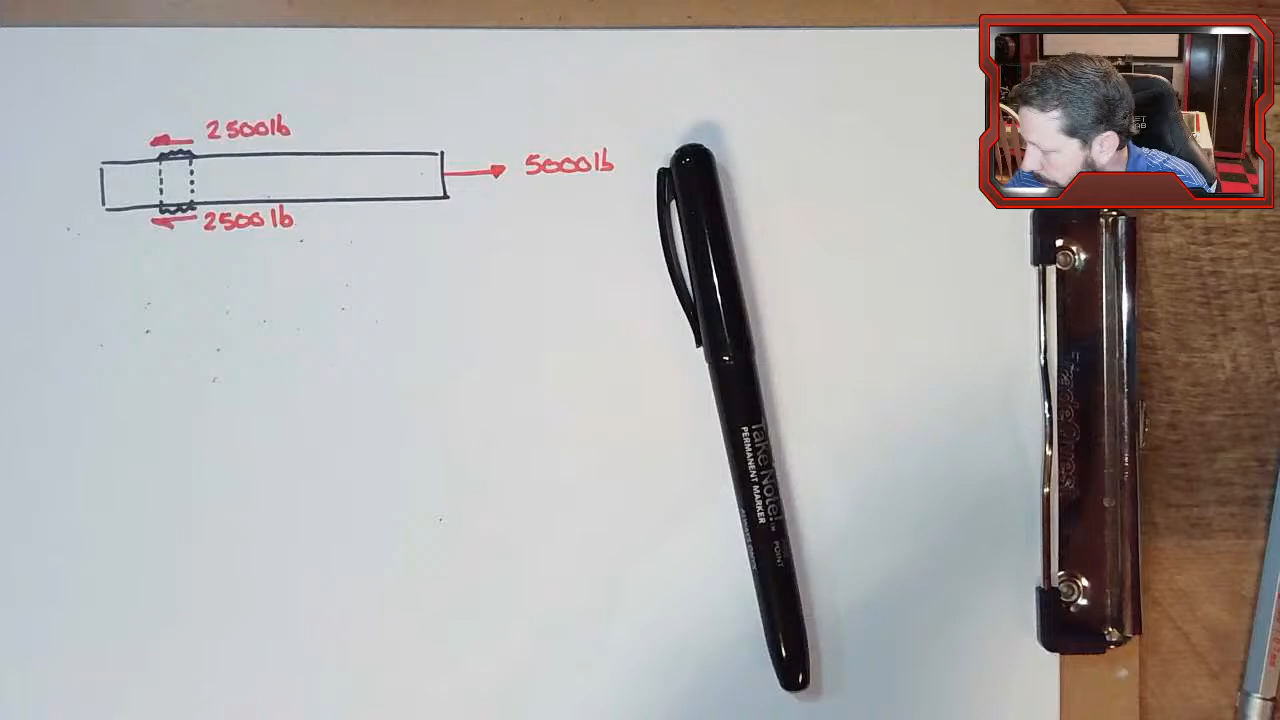 2500lb
5000lb
2500lb
Take Note!
PERMANENT MARKER
POINT